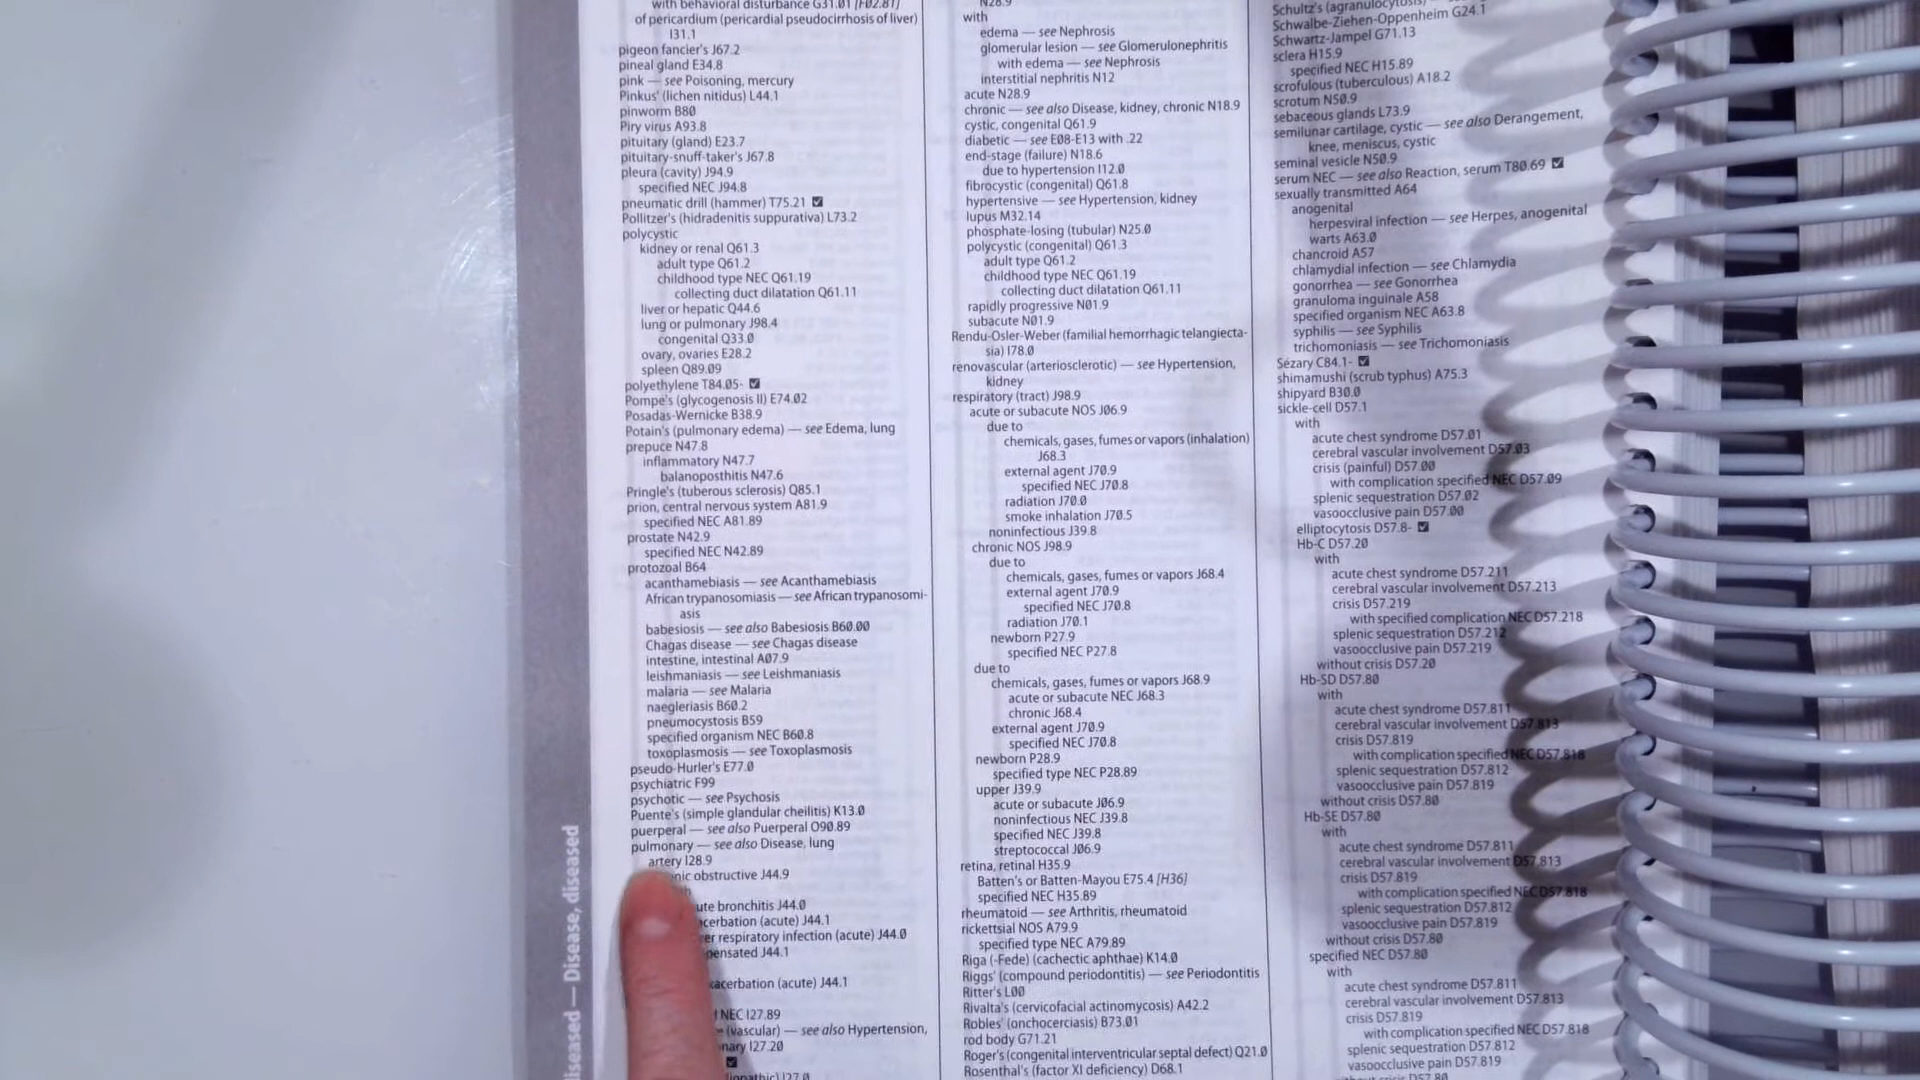 with behavioral disturbance G31.01 [F02.81]
of pericardium (pericardial pseudocirrhosis of liver)
I31.1
pigeon fancier's J67.2
pineal gland E34.8
pink — see Poisoning, mercury
Pinkus' (lichen nitidus) L44.1
pinworm B80
Piry virus A93.8
pituitary (gland) E23.7
pituitary-snuff-taker's J67.8
pleura (cavity) J94.9
specified NEC J94.8
pneumatic drill (hammer) T75.21 ☑
Pollitzer's (hidradenitis suppurativa) L73.2
polycystic
kidney or renal Q61.3
adult type Q61.2
childhood type NEC Q61.19
collecting duct dilatation Q61.11
liver or hepatic Q44.6
lung or pulmonary J98.4
congenital Q33.0
ovary, ovaries E28.2
spleen Q89.09
polyethylene T84.05- ☑
Pompe's (glycogenosis II) E74.02
Posadas-Wernicke B38.9
Potain's (pulmonary edema) — see Edema, lung
prepuce N47.8
inflammatory N47.7
balanoposthitis N47.6
Pringle's (tuberous sclerosis) Q85.1
prion, central nervous system A81.9
specified NEC A81.89
prostate N42.9
specified NEC N42.89
protozoal B64
acanthamebiasis — see Acanthamebiasis
African trypanosomiasis — see African trypanosomi-
asis
babesiosis — see also Babesiosis B60.00
Chagas disease — see Chagas disease
intestine, intestinal A07.9
leishmaniasis — see Leishmaniasis
malaria — see Malaria
naegleriasis B60.2
pneumocystosis B59
specified organism NEC B60.8
toxoplasmosis — see Toxoplasmosis
pseudo-Hurler's E77.0
psychiatric F99
psychotic — see Psychosis
Puente's (simple glandular cheilitis) K13.0
puerperal — see also Puerperal O90.89
pulmonary — see also Disease, lung
artery I28.9
obstructive J44.9
bronchitis J44.0
(acute) J44.1
respiratory infection (acute) J44.0
J44.1
(acute) J44.1
NEC I27.89
(vascular) — see also Hypertension,
I27.20
☑
I27.0
N28.9
with
edema — see Nephrosis
glomerular lesion — see Glomerulonephritis
with edema — see Nephrosis
interstitial nephritis N12
acute N28.9
chronic — see also Disease, kidney, chronic N18.9
cystic, congenital Q61.9
diabetic — see E08-E13 with .22
end-stage (failure) N18.6
due to hypertension I12.0
fibrocystic (congenital) Q61.8
hypertensive — see Hypertension, kidney
lupus M32.14
phosphate-losing (tubular) N25.0
polycystic (congenital) Q61.3
adult type Q61.2
childhood type NEC Q61.19
collecting duct dilatation Q61.11
rapidly progressive N01.9
subacute N01.9
Rendu-Osler-Weber (familial hemorrhagic telangiecta-
sia) I78.0
renovascular (arteriosclerotic) — see Hypertension,
kidney
respiratory (tract) J98.9
acute or subacute NOS J06.9
due to
chemicals, gases, fumes or vapors (inhalation)
J68.3
external agent J70.9
specified NEC J70.8
radiation J70.0
smoke inhalation J70.5
noninfectious J39.8
chronic NOS J98.9
due to
chemicals, gases, fumes or vapors J68.4
external agent J70.9
specified NEC J70.8
radiation J70.1
newborn P27.9
specified NEC P27.8
due to
chemicals, gases, fumes or vapors J68.9
acute or subacute NEC J68.3
chronic J68.4
external agent J70.9
specified NEC J70.8
newborn P28.9
specified type NEC P28.89
upper J39.9
acute or subacute J06.9
noninfectious NEC J39.8
specified NEC J39.8
streptococcal J06.9
retina, retinal H35.9
Batten's or Batten-Mayou E75.4 [H36]
specified NEC H35.89
rheumatoid — see Arthritis, rheumatoid
rickettsial NOS A79.9
specified type NEC A79.89
Riga (-Fede) (cachectic aphthae) K14.0
Riggs' (compound periodontitis) — see Periodontitis
Ritter's L00
Rivalta's (cervicofacial actinomycosis) A42.2
Robles' (onchocerciasis) B73.01
rod body G71.21
Roger's (congenital interventricular septal defect) Q21.0
Rosenthal's (factor XI deficiency) D68.1
Schultz's (agranulocytosis)
Schwalbe-Ziehen-Oppenheim G24.1
Schwartz-Jampel G71.13
sclera H15.9
specified NEC H15.89
scrofulous (tuberculous) A18.2
scrotum N50.9
sebaceous glands L73.9
semilunar cartilage, cystic — see also Derangement,
knee, meniscus, cystic
seminal vesicle N50.9
serum NEC — see also Reaction, serum T80.69 ☑
sexually transmitted A64
anogenital
herpesviral infection — see Herpes, anogenital
warts A63.0
chancroid A57
chlamydial infection — see Chlamydia
gonorrhea — see Gonorrhea
granuloma inguinale A58
specified organism NEC A63.8
syphilis — see Syphilis
trichomoniasis — see Trichomoniasis
Sézary C84.1- ☑
shimamushi (scrub typhus) A75.3
shipyard B30.0
sickle-cell D57.1
with
acute chest syndrome D57.01
cerebral vascular involvement D57.03
crisis (painful) D57.00
with complication specified NEC D57.09
splenic sequestration D57.02
vasoocclusive pain D57.00
elliptocytosis D57.8- ☑
Hb-C D57.20
with
acute chest syndrome D57.211
cerebral vascular involvement D57.213
crisis D57.219
with specified complication NEC D57.218
splenic sequestration D57.212
vasoocclusive pain D57.219
without crisis D57.20
Hb-SD D57.80
with
acute chest syndrome D57.811
cerebral vascular involvement D57.813
crisis D57.819
with complication specified NEC D57.818
splenic sequestration D57.812
vasoocclusive pain D57.819
without crisis D57.80
Hb-SE D57.80
with
acute chest syndrome D57.811
cerebral vascular involvement D57.813
crisis D57.819
with complication specified NEC D57.818
splenic sequestration D57.812
vasoocclusive pain D57.819
without crisis D57.80
specified NEC D57.80
with
acute chest syndrome D57.811
cerebral vascular involvement D57.813
crisis D57.819
with complication specified NEC D57.818
splenic sequestration D57.812
vasoocclusive pain D57.819
without crisis D57.80
— Disease, diseased